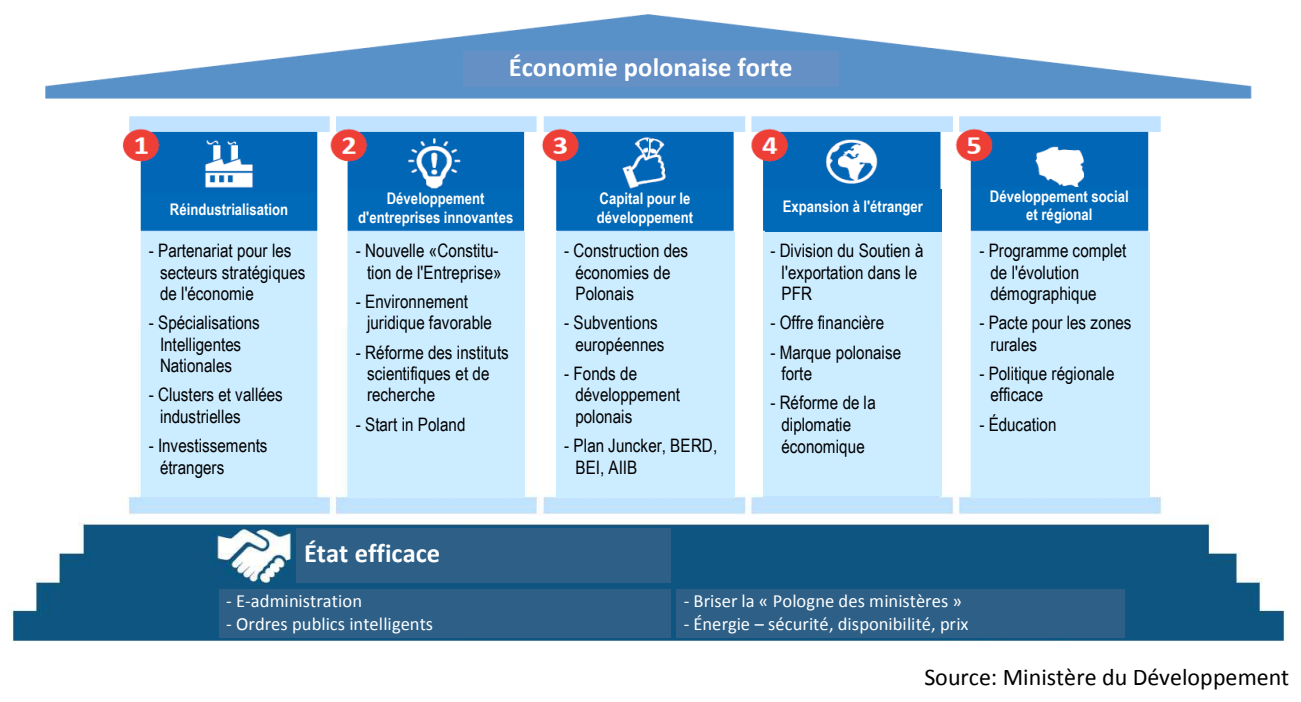 Économie polonaise forte
1
Réindustrialisation
- Partenariat pour les
secteurs stratégiques
de l'économie
- Spécialisations
Intelligentes
Nationales
- Clusters et vallées
industrielles
- Investissements
étrangers
2
Développement
d'entreprises innovantes
- Nouvelle «Constitu-
tion de l'Entreprise»
- Environnement
juridique favorable
- Réforme des instituts
scientifiques et de
recherche
- Start in Poland
3
Capital pour le
développement
- Construction des
économies de
Polonais
- Subventions
européennes
- Fonds de
développement
polonais
- Plan Juncker, BERD,
BEI, AIIB
4
Expansion à l'étranger
- Division du Soutien à
l'exportation dans le
PFR
- Offre financière
- Marque polonaise
forte
- Réforme de la
diplomatie
économique
5
Développement social
et régional
- Programme complet
de l'évolution
démographique
- Pacte pour les zones
rurales
- Politique régionale
efficace
- Éducation
État efficace
- E-administration
- Ordres publics intelligents
- Briser la « Pologne des ministères »
- Énergie – sécurité, disponibilité, prix
Source: Ministère du Développement